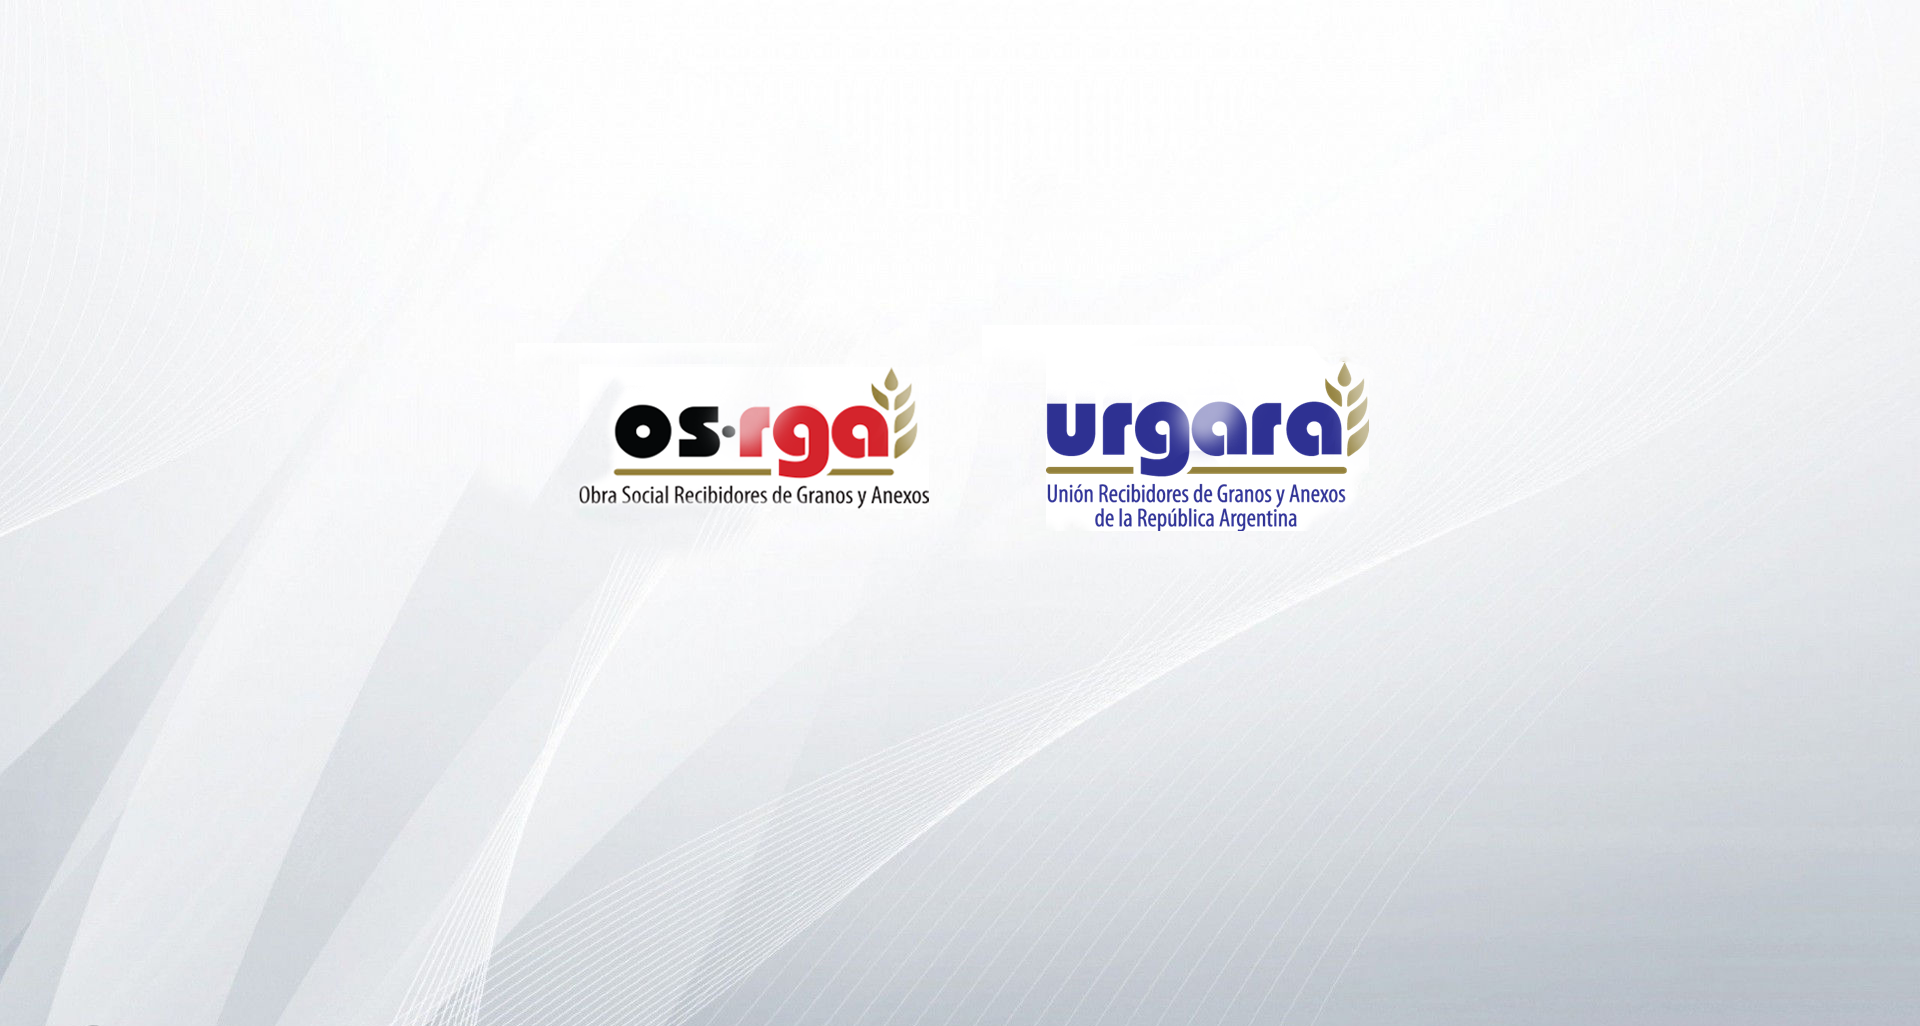 os·rga
Obra Social Recibidores de Granos y Anexos
urgara
Unión Recibidores de Granos y Anexos
de la República Argentina